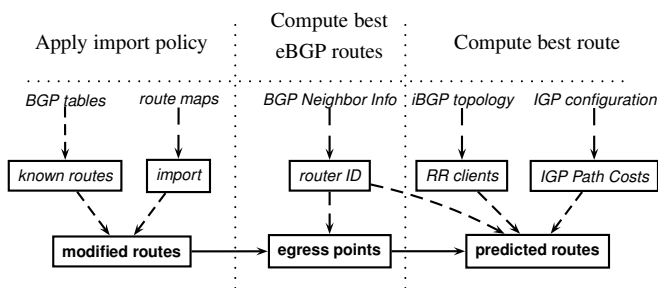 Apply import policy
Compute best
eBGP routes
Compute best route
BGP tables
route maps
BGP Neighbor Info
iBGP topology
IGP configuration
known routes
import
router ID
RR clients
IGP Path Costs
modified routes
egress points
predicted routes